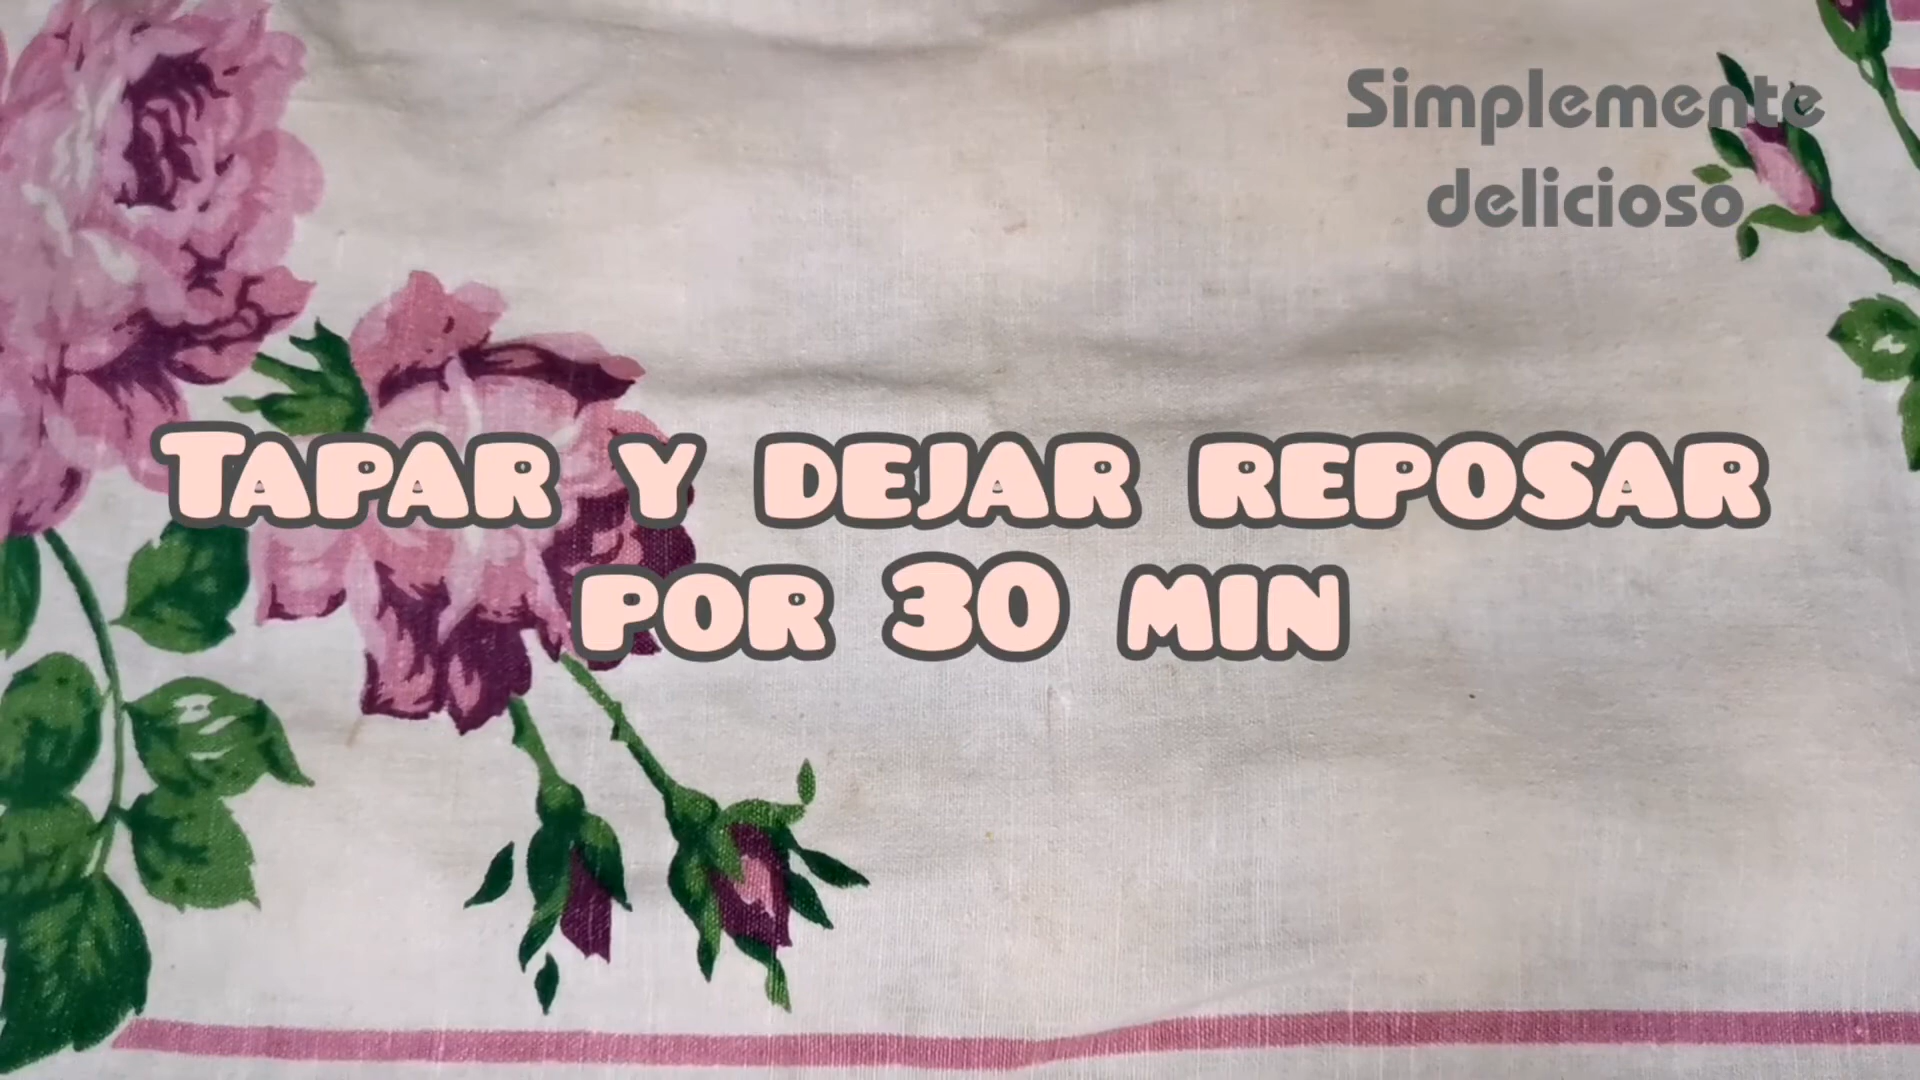 Simplemente
delicioso
Tapar y dejar reposar
por 30 min